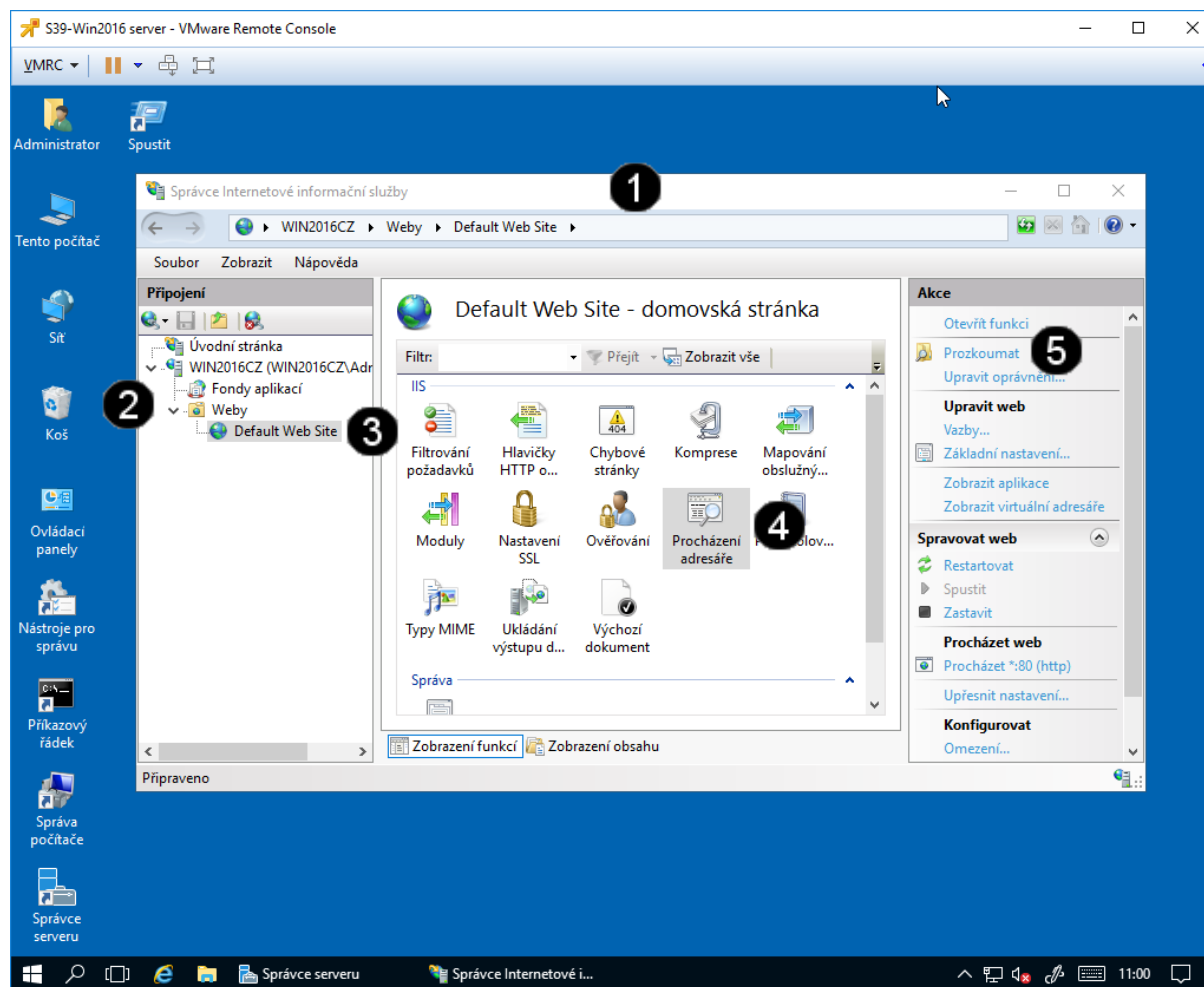 S39-Win2016 server - VMware Remote Console
VMRC
Administrator
Spustit
Tento počítač
Síť
Koš
Ovládací
panely
Nástroje pro
správu
Příkazový
řádek
Správa
počítače
Správce
serveru
Správce Internetové informační služby
1
WIN2016CZ Weby Default Web Site
Soubor Zobrazit Nápověda
Připojení
Úvodní stránka
WIN2016CZ (WIN2016CZ\Adr
Fondy aplikací
2
Weby
Default Web Site
3
Default Web Site - domovská stránka
Filtr: Přejít Zobrazit vše
IIS
Filtrování
požadavků
Hlavičky
HTTP o...
404
Chybové
stránky
Komprese
Mapování
obslužný...
Moduly
Nastavení
SSL
Ověřování
Procházení
adresáře
4
Typy MIME
Ukládání
výstupu d...
Výchozí
dokument
Správa
Zobrazení funkcí Zobrazení obsahu
Akce
Otevřít funkci
Prozkoumat
5
Upravit oprávnění...
Upravit web
Vazby...
Základní nastavení...
Zobrazit aplikace
Zobrazit virtuální adresáře
Spravovat web
Restartovat
Spustit
Zastavit
Procházet web
Procházet *:80 (http)
Upřesnit nastavení...
Konfigurovat
Omezení...
Připraveno
Správce serveru
Správce Internetové i...
11:00